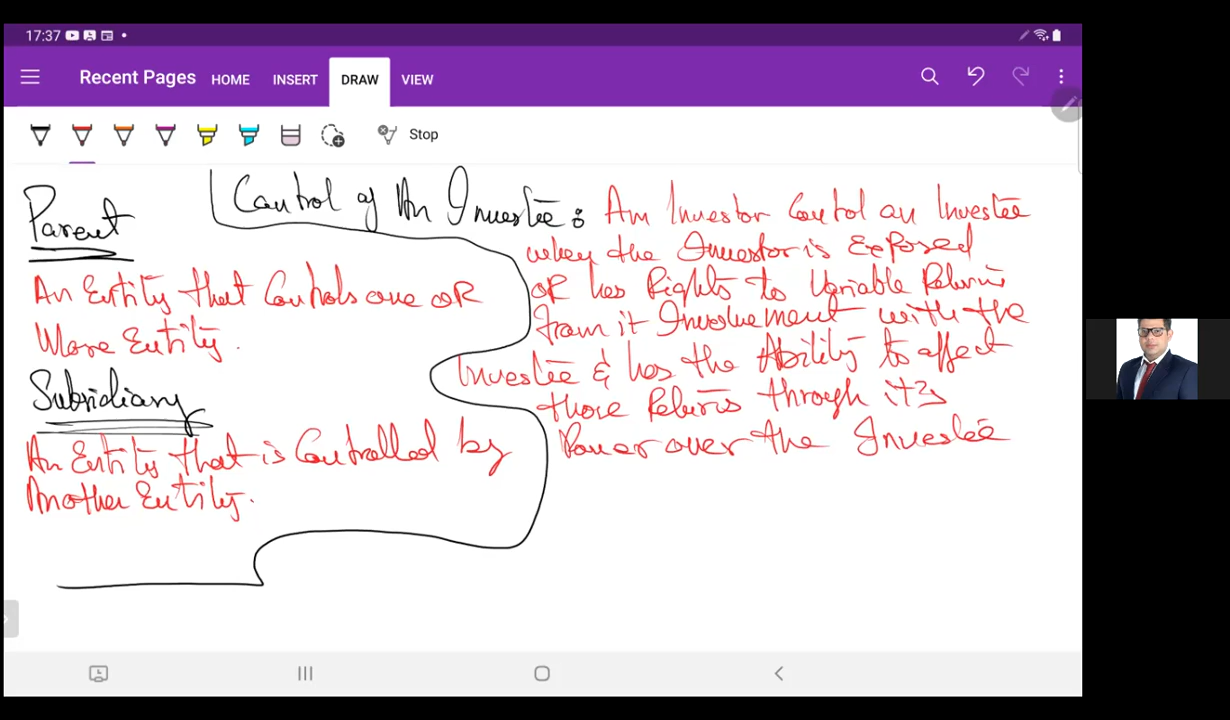 17:37
Recent Pages HOME INSERT DRAW VIEW
Stop
Parent
An Entity that Controls one OR
More Entity.
Subsidiary
An Entity that is Controlled by
Another Entity.
Control of An Investee:
An Investor Control an Investee
when the Investor is Exposed
OR has Rights to Variable Returns
from it Involvement with the
Investee & has the Ability to affect
those Returns through it's
Power over the Investee